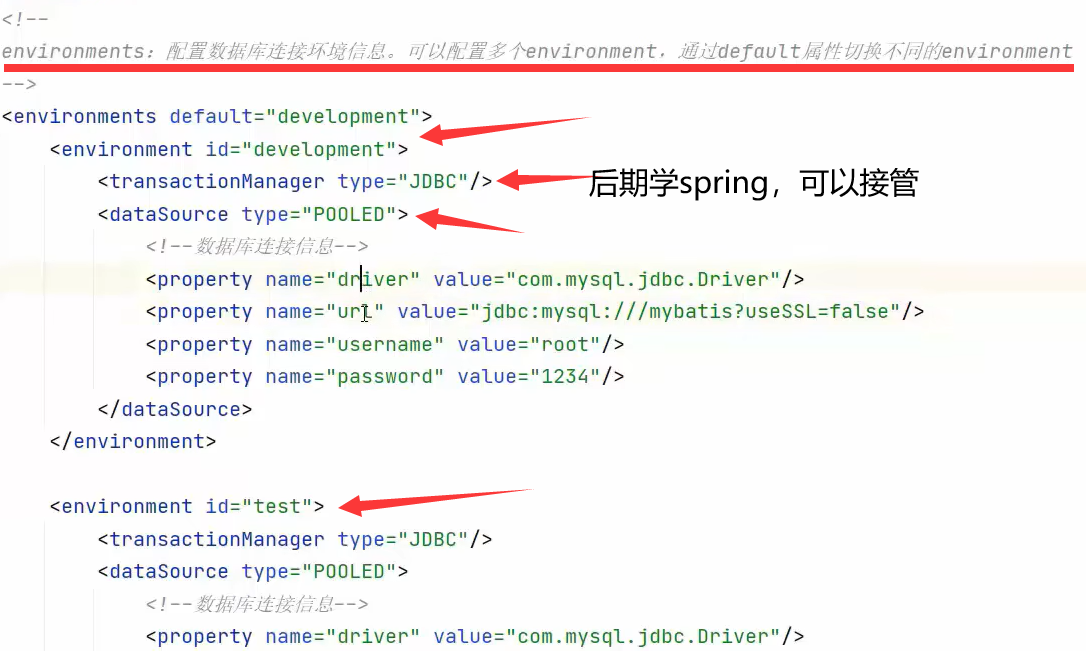 <!--
environments：配置数据库连接环境信息。可以配置多个environment，通过default属性切换不同的environment
-->
<environments default="development">
<environment id="development">
<transactionManager type="JDBC"/>
后期学spring，可以接管
<dataSource type="POOLED">
<!--数据库连接信息-->
<property name="driver" value="com.mysql.jdbc.Driver"/>
<property name="url" value="jdbc:mysql:///mybatis?useSSL=false"/>
<property name="username" value="root"/>
<property name="password" value="1234"/>
</dataSource>
</environment>
<environment id="test">
<transactionManager type="JDBC"/>
<dataSource type="POOLED">
<!--数据库连接信息-->
<property name="driver" value="com.mysql.jdbc.Driver"/>